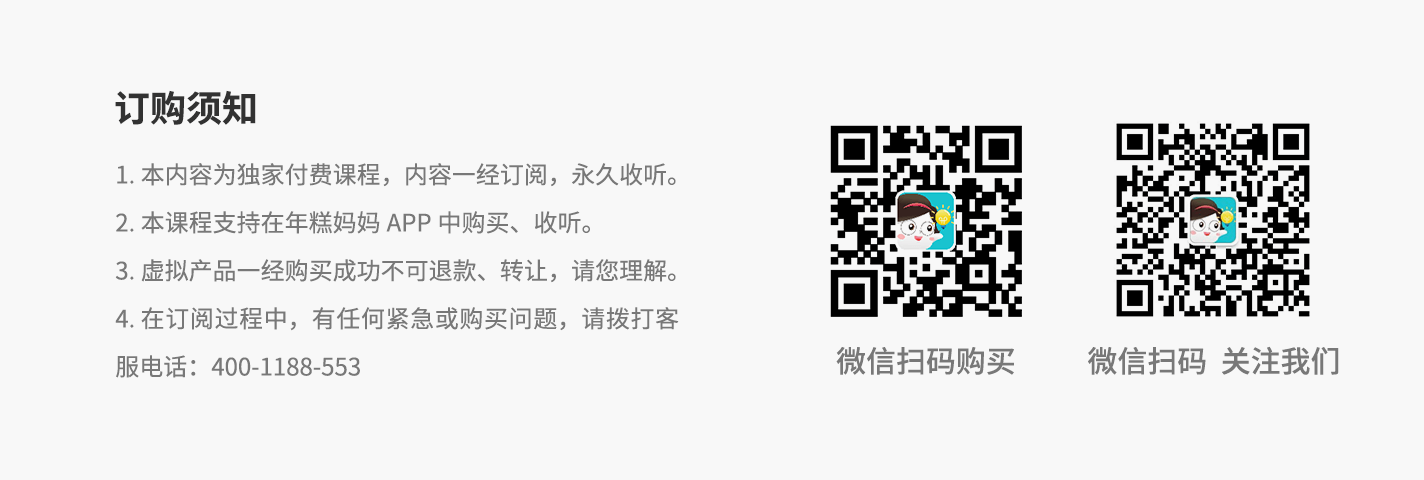 订购须知
1. 本内容为独家付费课程，内容一经订阅，永久收听。
2. 本课程支持在年糕妈妈 APP 中购买、收听。
3. 虚拟产品一经购买成功不可退款、转让，请您理解。
4. 在订阅过程中，有任何紧急或购买问题，请拨打客
服电话：400-1188-553
微信扫码购买
微信扫码 关注我们